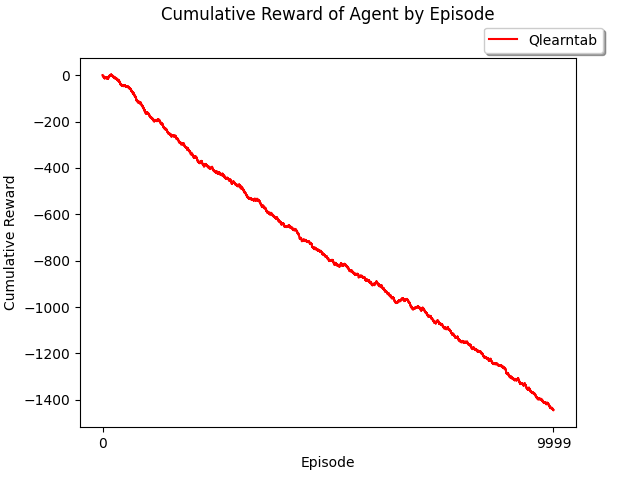 Cumulative Reward of Agent by Episode
Qlearntab
0
−200
−400
−600
−800
−1000
−1200
−1400
Cumulative Reward
0
9999
Episode